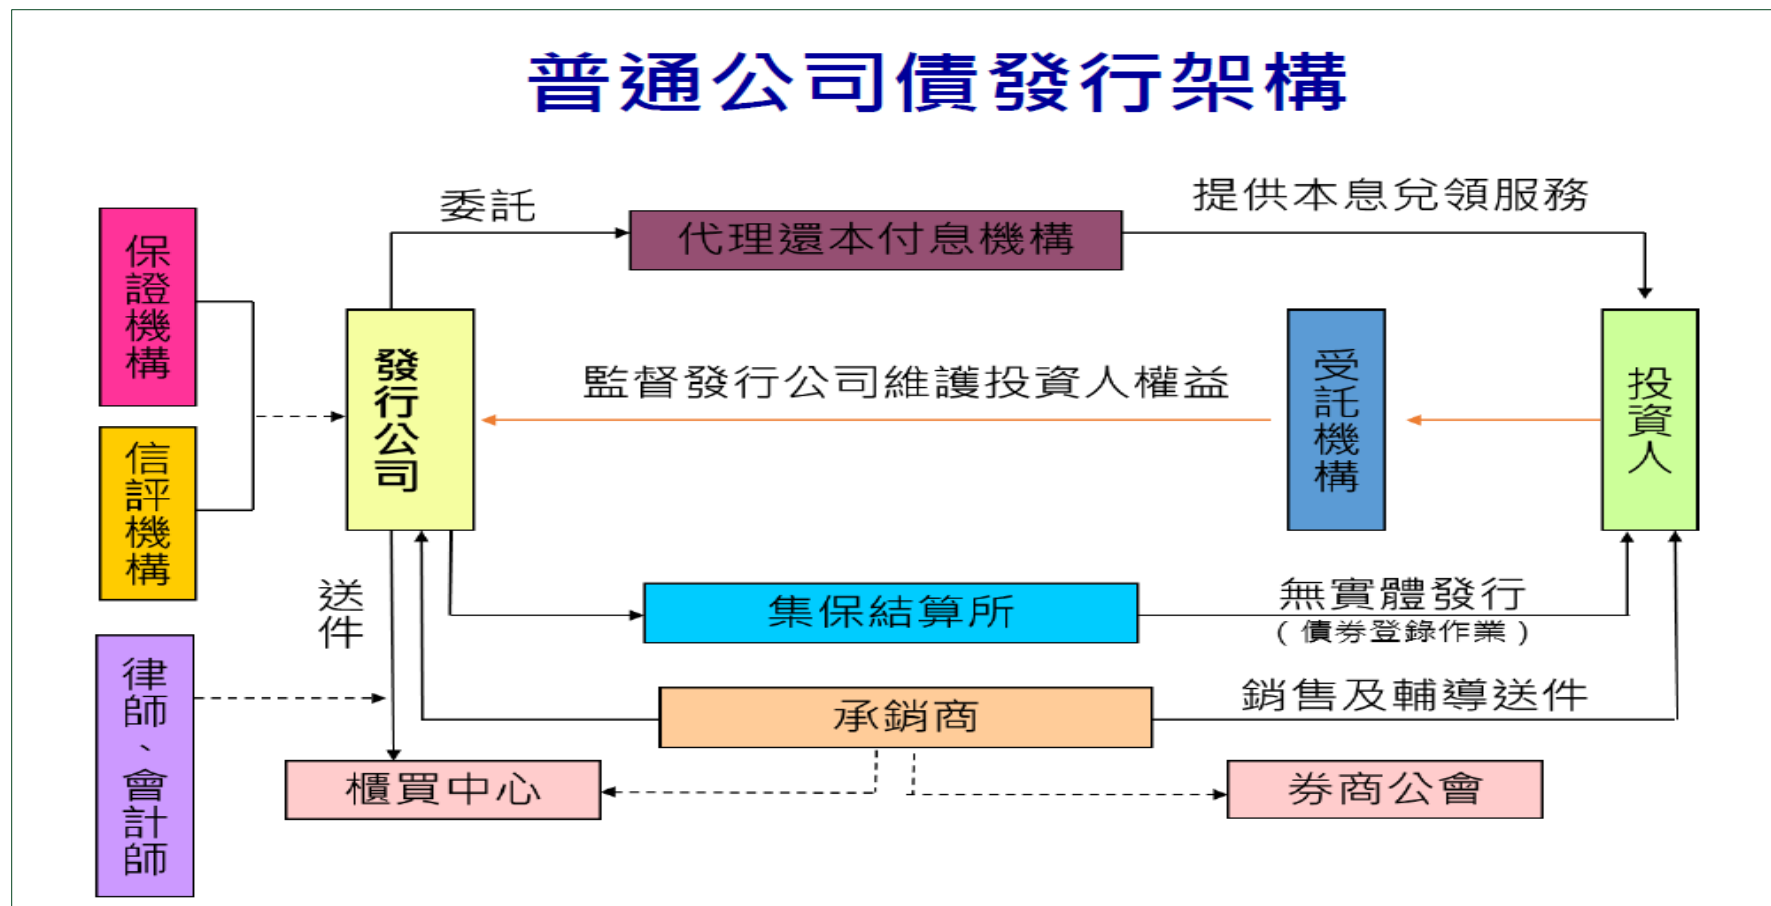 普通公司債發行架構
委託
提供本息兌領服務
保證機構
代理還本付息機構
發行公司
監督發行公司維護投資人權益
受託機構
投資人
信評機構
送件
集保結算所
無實體發行
(債券登錄作業)
律師、會計師
承銷商
銷售及輔導送件
櫃買中心
券商公會